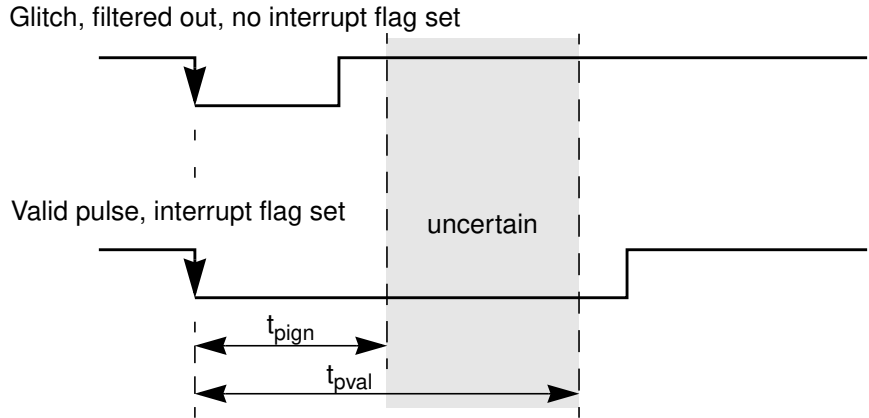 Glitch, filtered out, no interrupt flag set
Valid pulse, interrupt flag set
uncertain
tpign
tpval